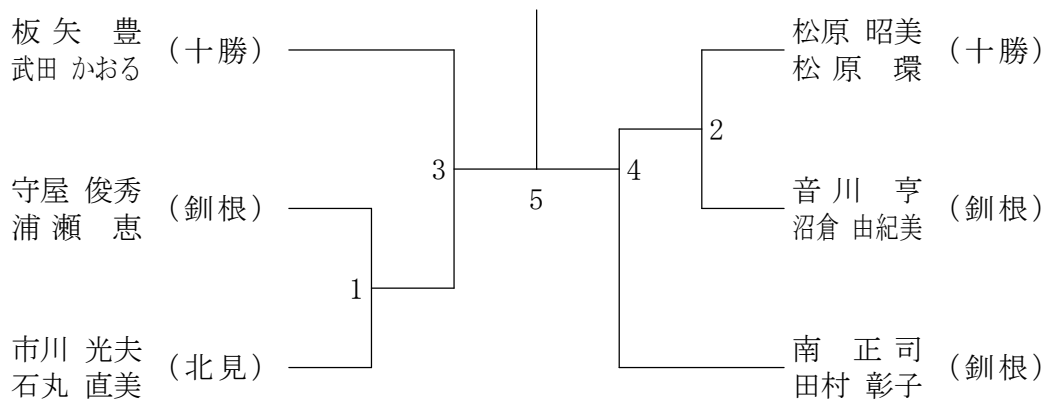 板矢 豊
武田 かおる
(十勝)
守屋 俊秀
浦瀬 恵
(釧根)
市川 光夫
石丸 直美
(北見)
1
3
5
4
2
松原 昭美
松原 環
(十勝)
音川 亨
沼倉 由紀美
(釧根)
南 正司
田村 彰子
(釧根)